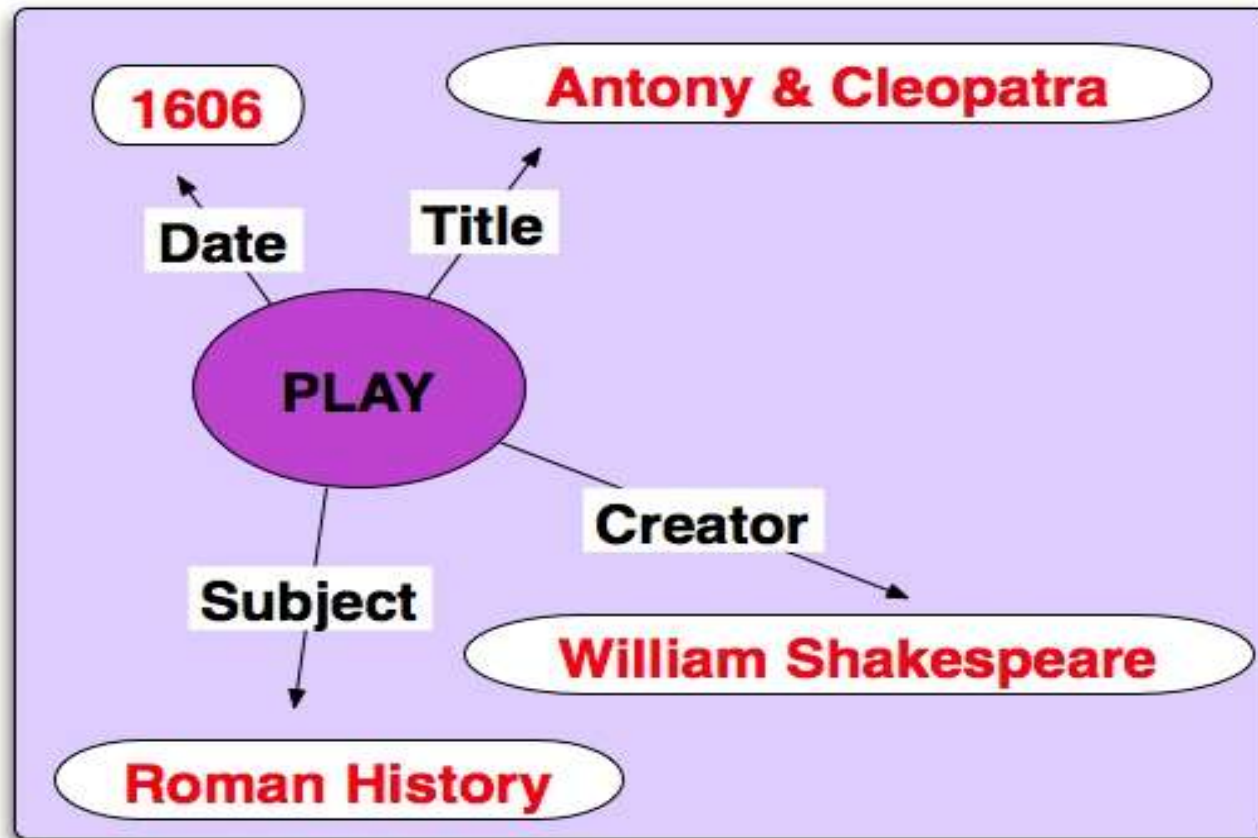 1606
Antony & Cleopatra
Date
Title
PLAY
Creator
Subject
William Shakespeare
Roman History